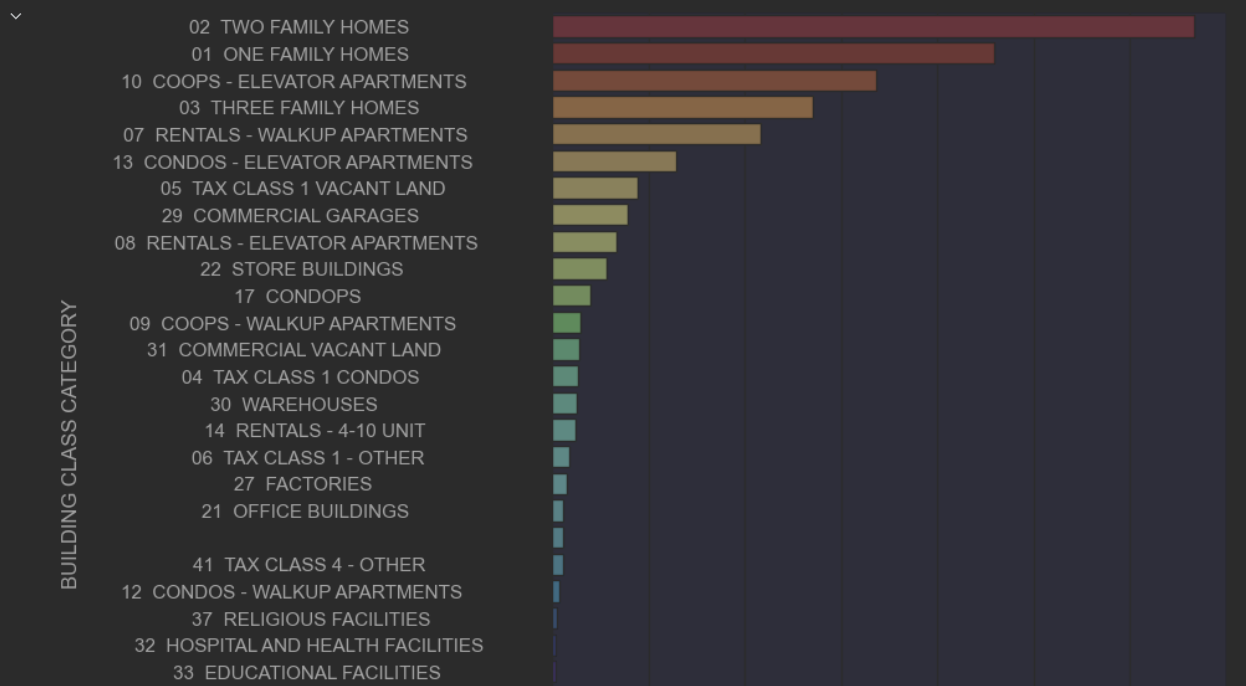 02 TWO FAMILY HOMES
01 ONE FAMILY HOMES
10 COOPS - ELEVATOR APARTMENTS
03 THREE FAMILY HOMES
07 RENTALS - WALKUP APARTMENTS
13 CONDOS - ELEVATOR APARTMENTS
05 TAX CLASS 1 VACANT LAND
29 COMMERCIAL GARAGES
08 RENTALS - ELEVATOR APARTMENTS
22 STORE BUILDINGS
17 CONDOPS
09 COOPS - WALKUP APARTMENTS
31 COMMERCIAL VACANT LAND
04 TAX CLASS 1 CONDOS
30 WAREHOUSES
14 RENTALS - 4-10 UNIT
06 TAX CLASS 1 - OTHER
27 FACTORIES
21 OFFICE BUILDINGS
41 TAX CLASS 4 - OTHER
12 CONDOS - WALKUP APARTMENTS
37 RELIGIOUS FACILITIES
32 HOSPITAL AND HEALTH FACILITIES
33 EDUCATIONAL FACILITIES
BUILDING CLASS CATEGORY